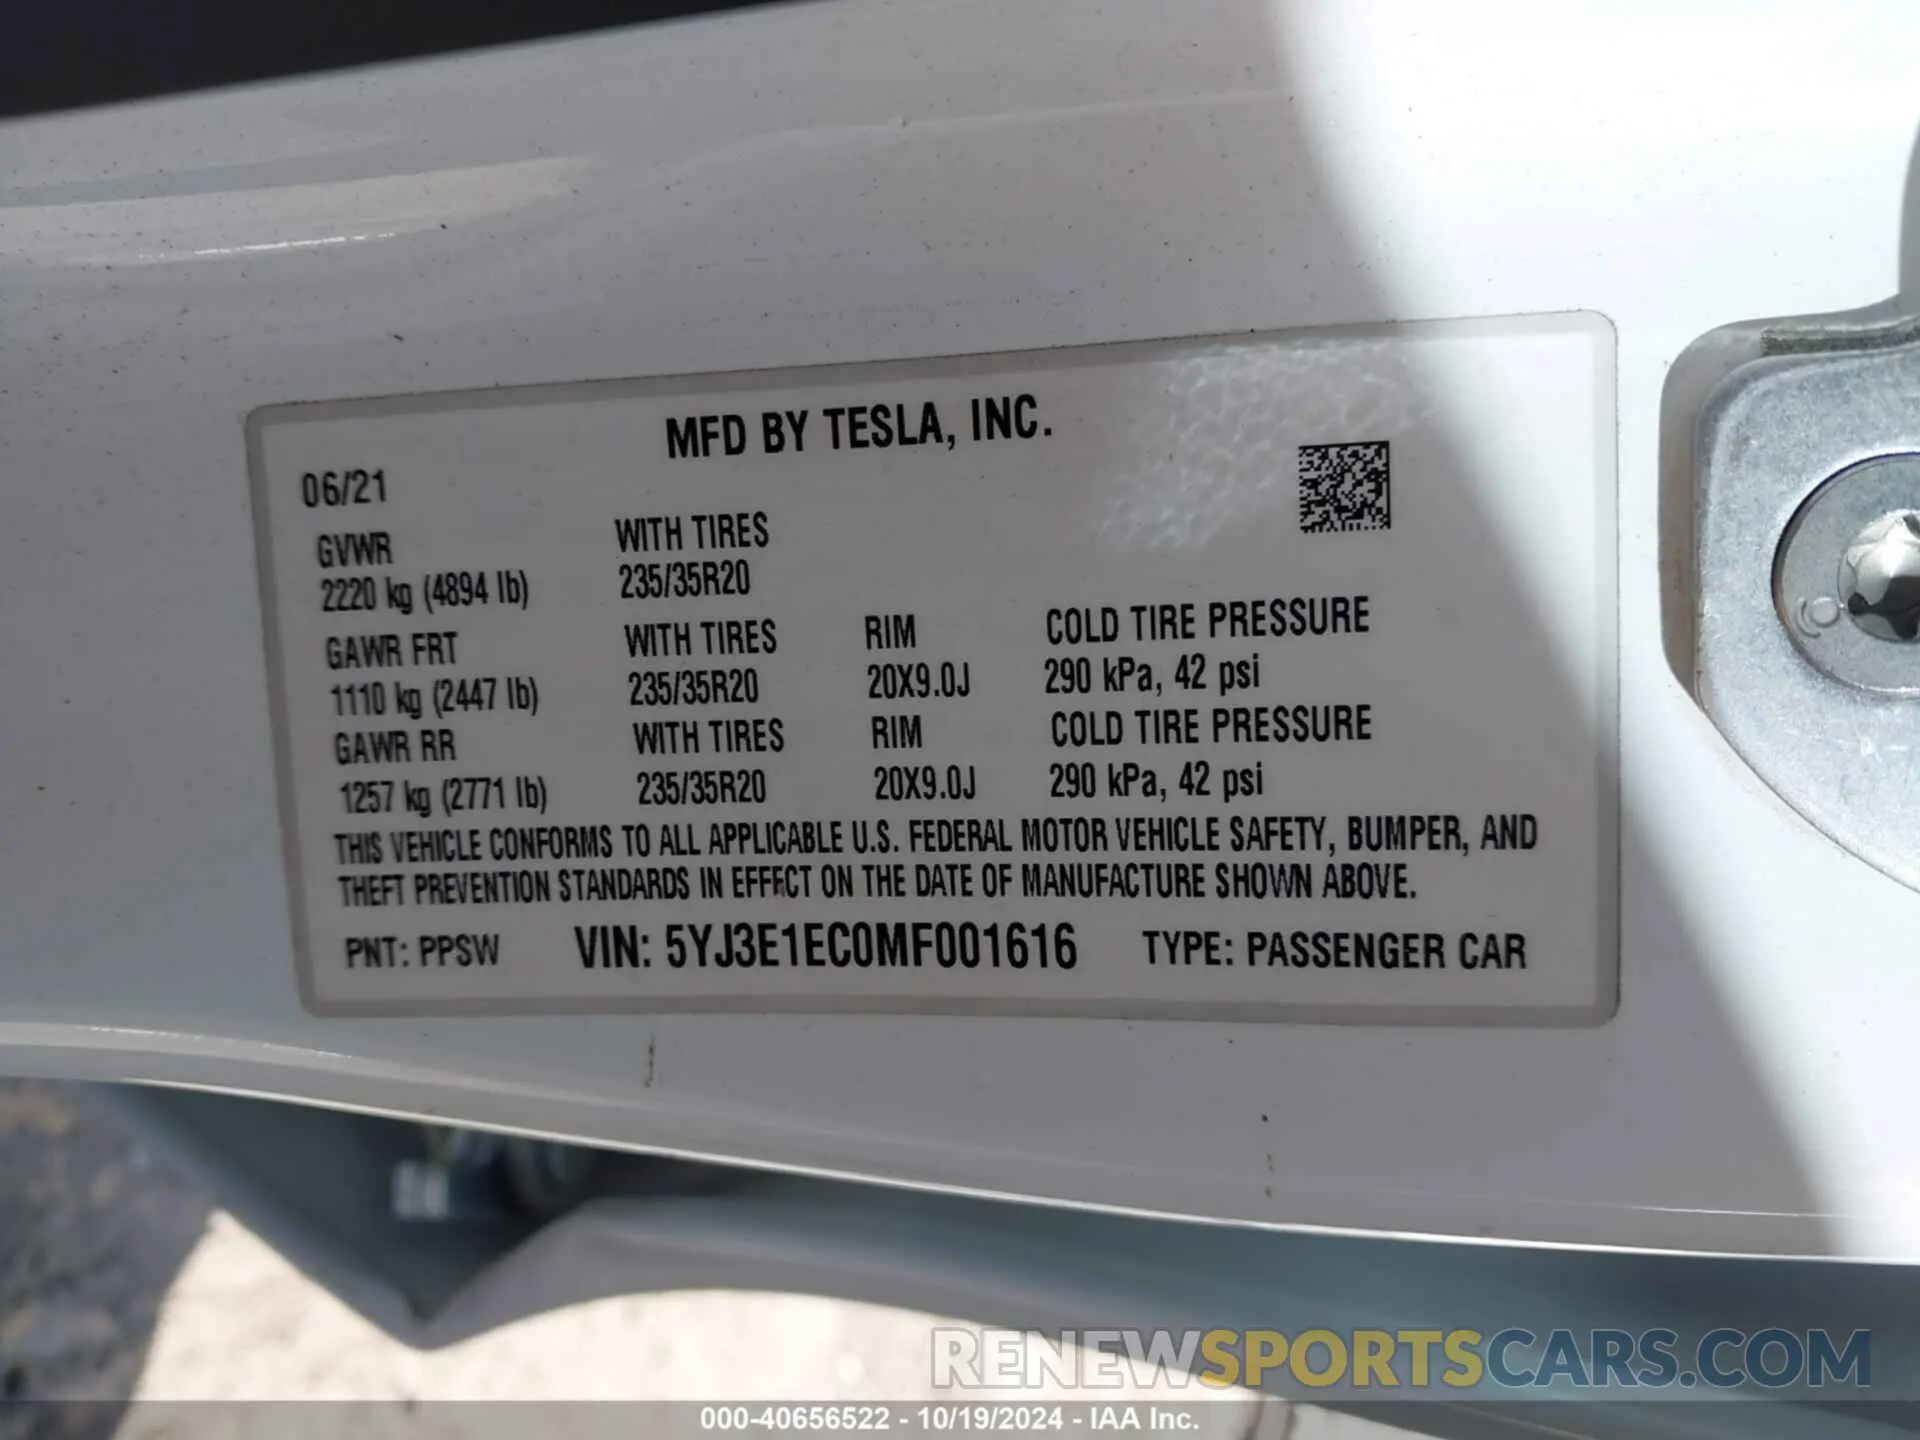 MFD BY TESLA, INC.
06/21
GVWR WITH TIRES
2220 kg (4894 lb) 235/35R20
GAWR FRT WITH TIRES RIM COLD TIRE PRESSURE
1110 kg (2447 lb) 235/35R20 20X9.0J 290 kPa, 42 psi
GAWR RR WITH TIRES RIM COLD TIRE PRESSURE
1257 kg (2771 lb) 235/35R20 20X9.0J 290 kPa, 42 psi
THIS VEHICLE CONFORMS TO ALL APPLICABLE U.S. FEDERAL MOTOR VEHICLE SAFETY, BUMPER, AND
THEFT PREVENTION STANDARDS IN EFFECT ON THE DATE OF MANUFACTURE SHOWN ABOVE.
PNT: PPSW VIN: 5YJ3E1EC0MF001616 TYPE: PASSENGER CAR
RENEWSPORTSCARS.COM
000-40656522 - 10/19/2024 - IAA Inc.